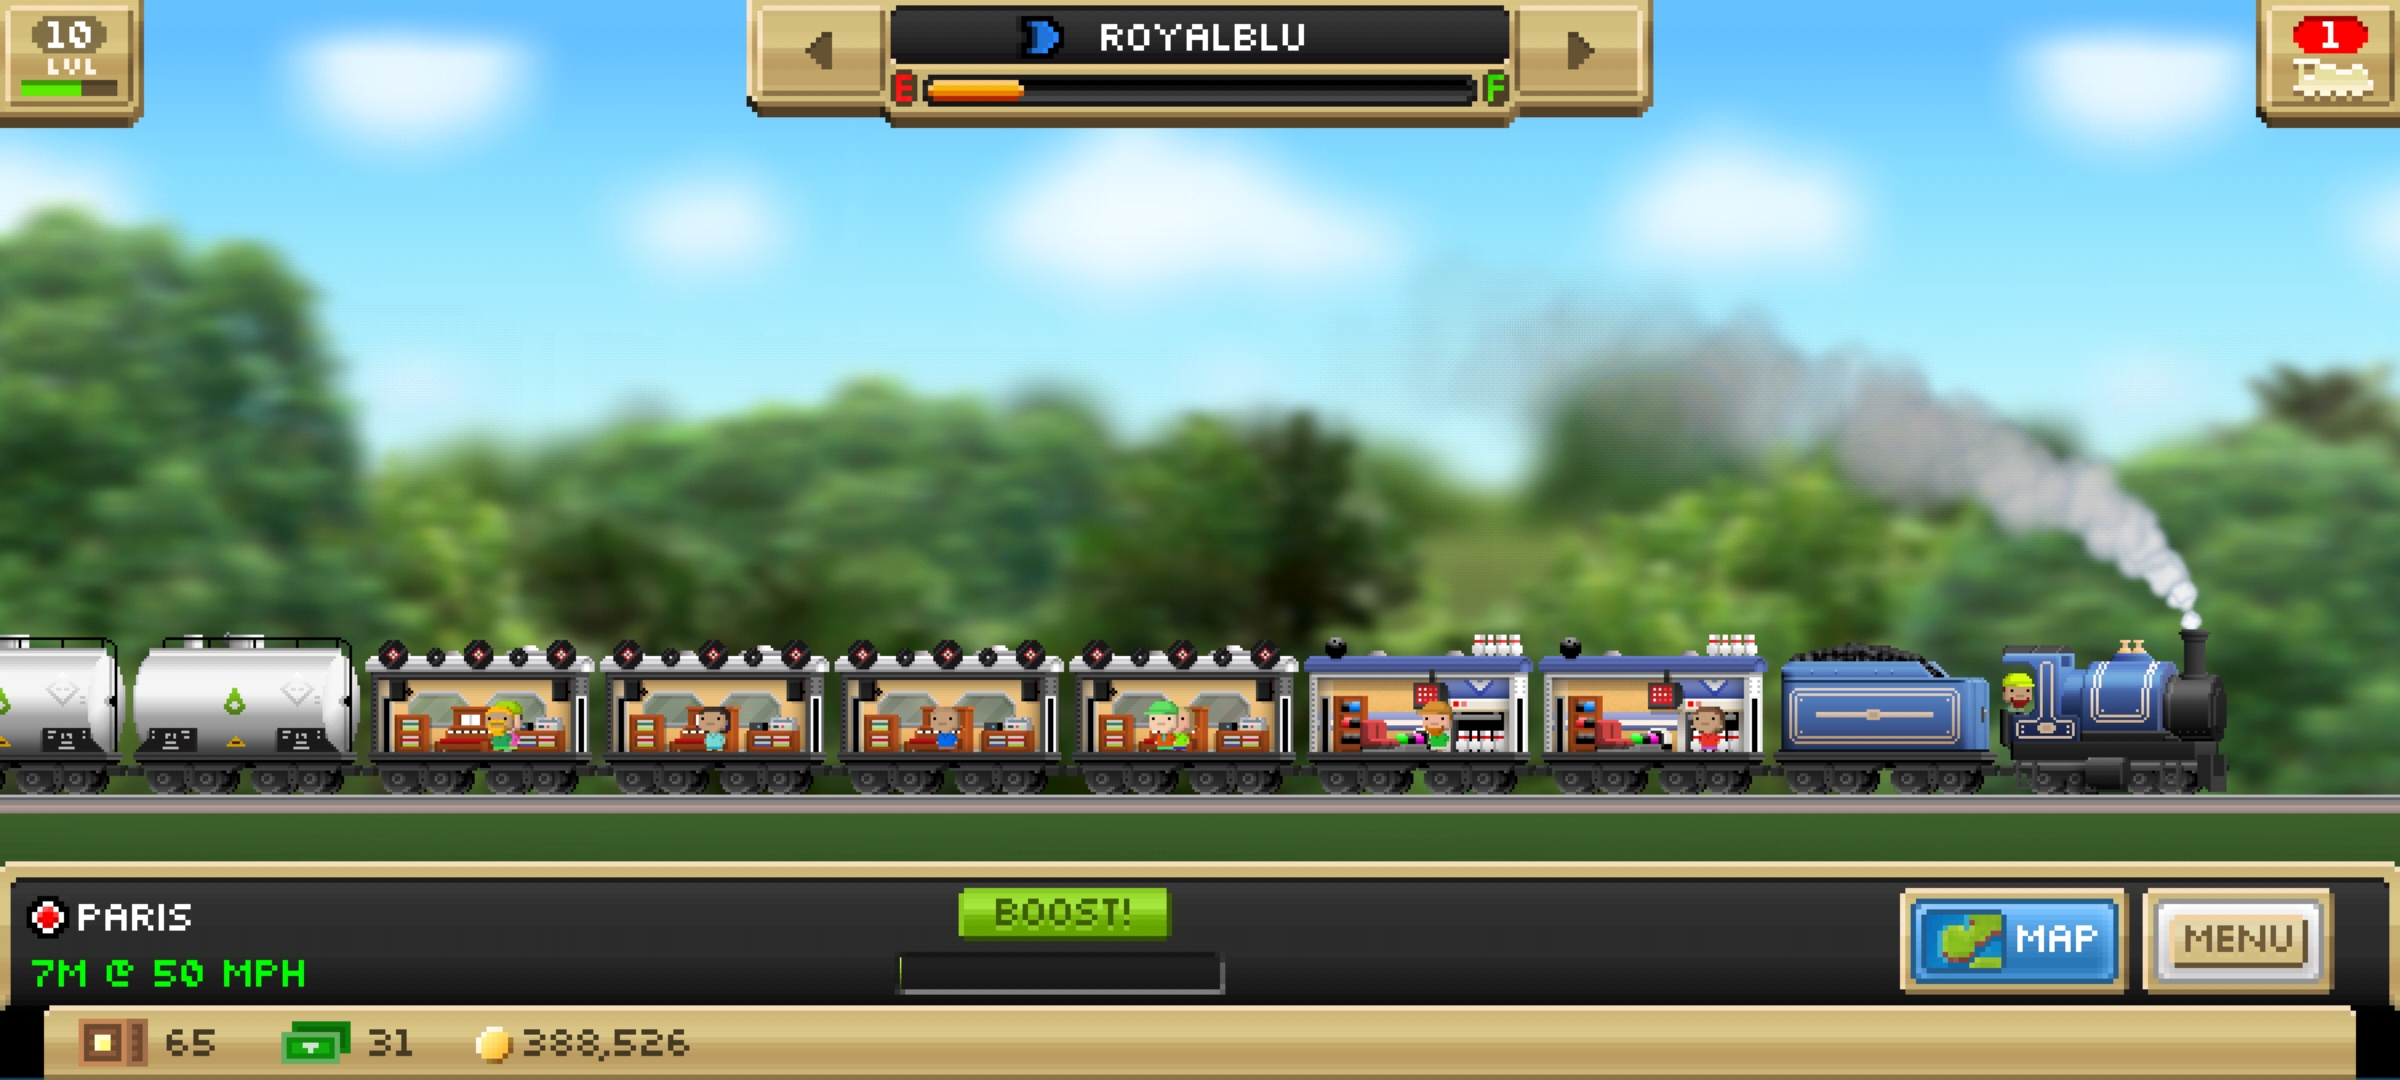 10
LVL
ROYALBLU
E F
1
PARIS
BOOST!
7M @ 50 MPH
MAP
MENU
65
31
388,526